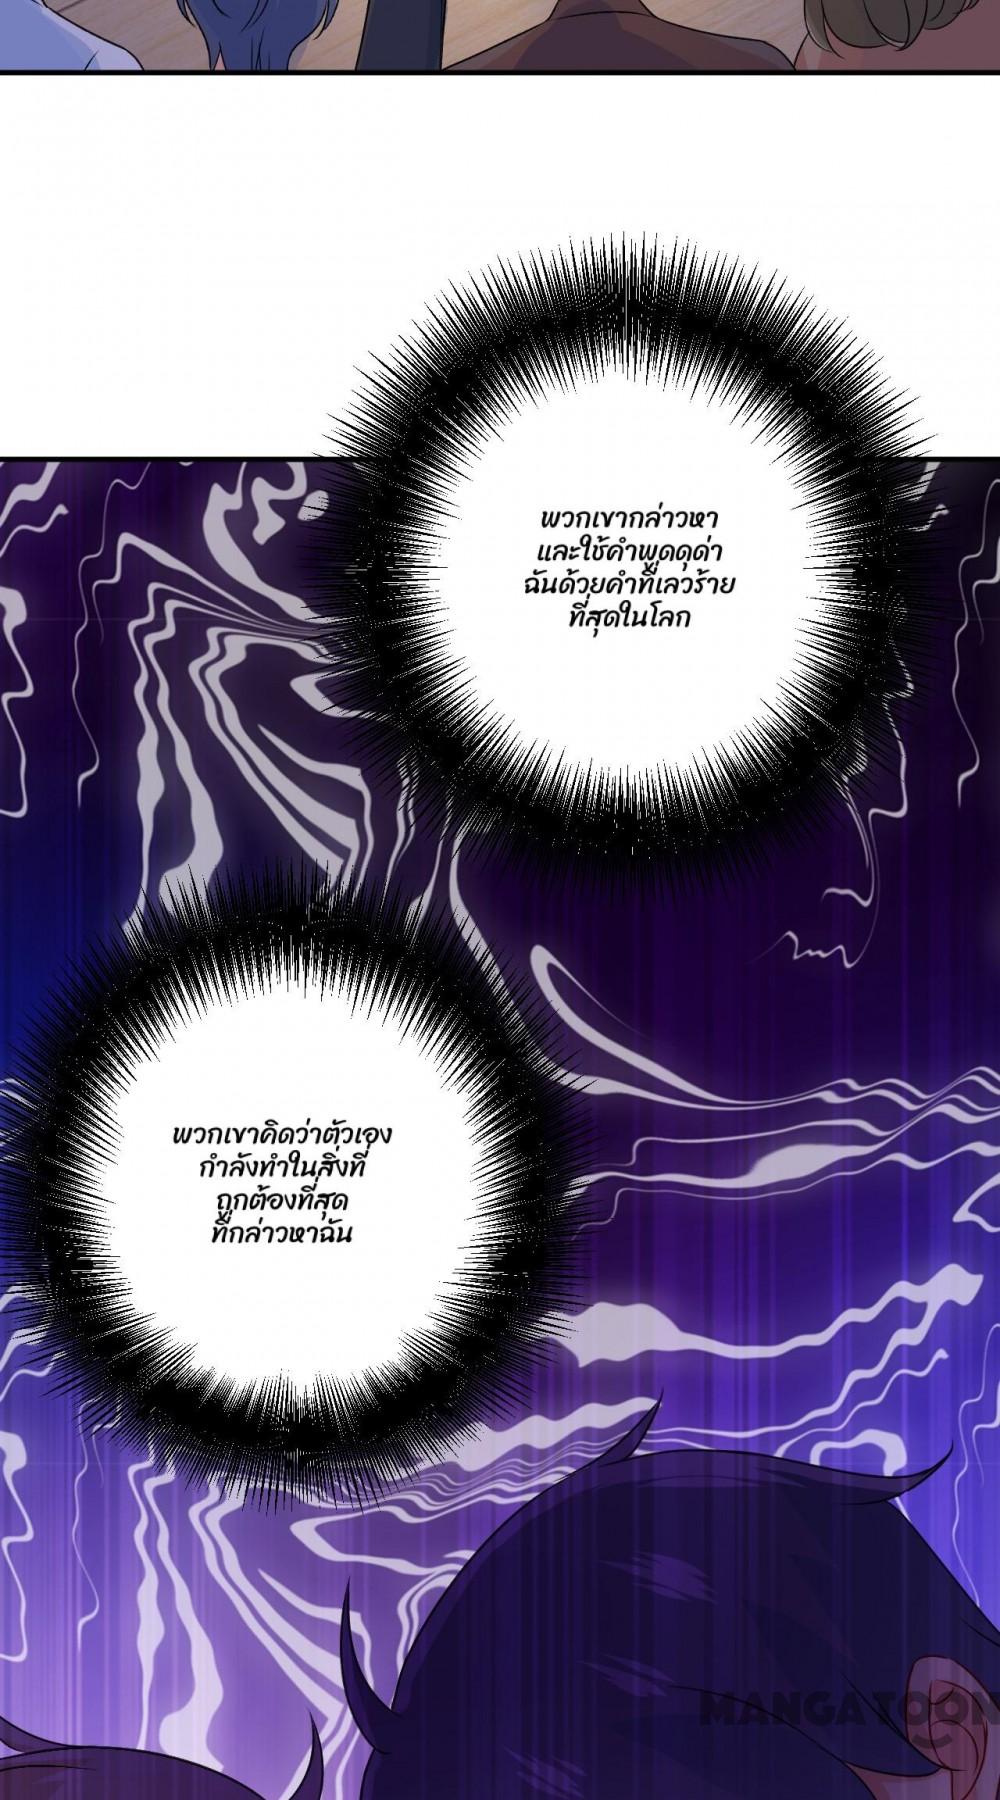 พวกเขากล่าวหา
และใช้คำพูดดุด่า
ฉันด้วยคำที่เลวร้าย
ที่สุดในโลก
พวกเขาคิดว่าตัวเอง
กำลังทำในสิ่งที่
ถูกต้องที่สุด
ที่กล่าวหาฉัน
MANGA TOON